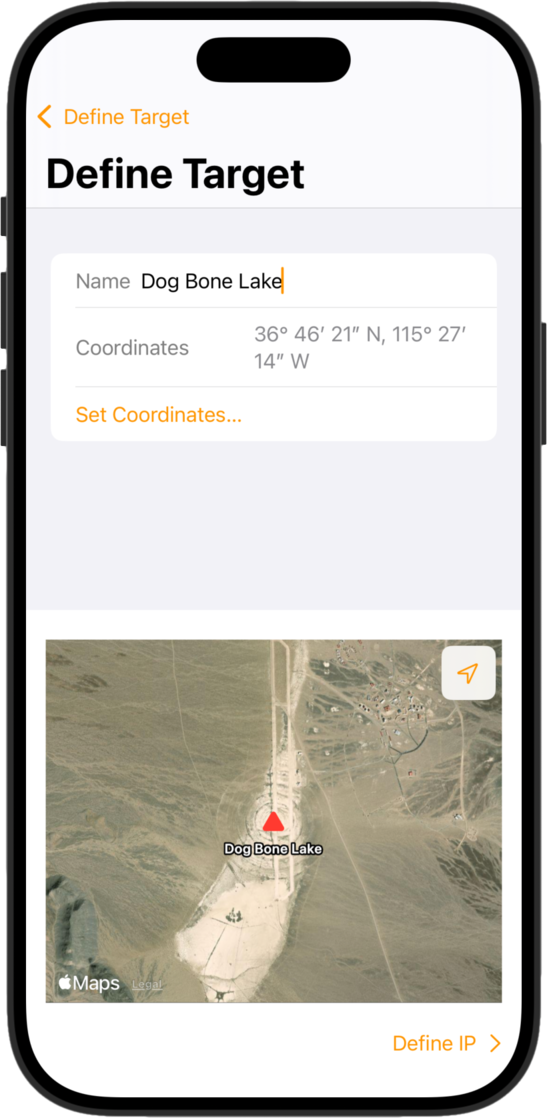 Define Target
Define Target
Name Dog Bone Lake
Coordinates
36° 46′ 21″ N, 115° 27′
14″ W
Set Coordinates...
Dog Bone Lake
Maps Legal
Define IP